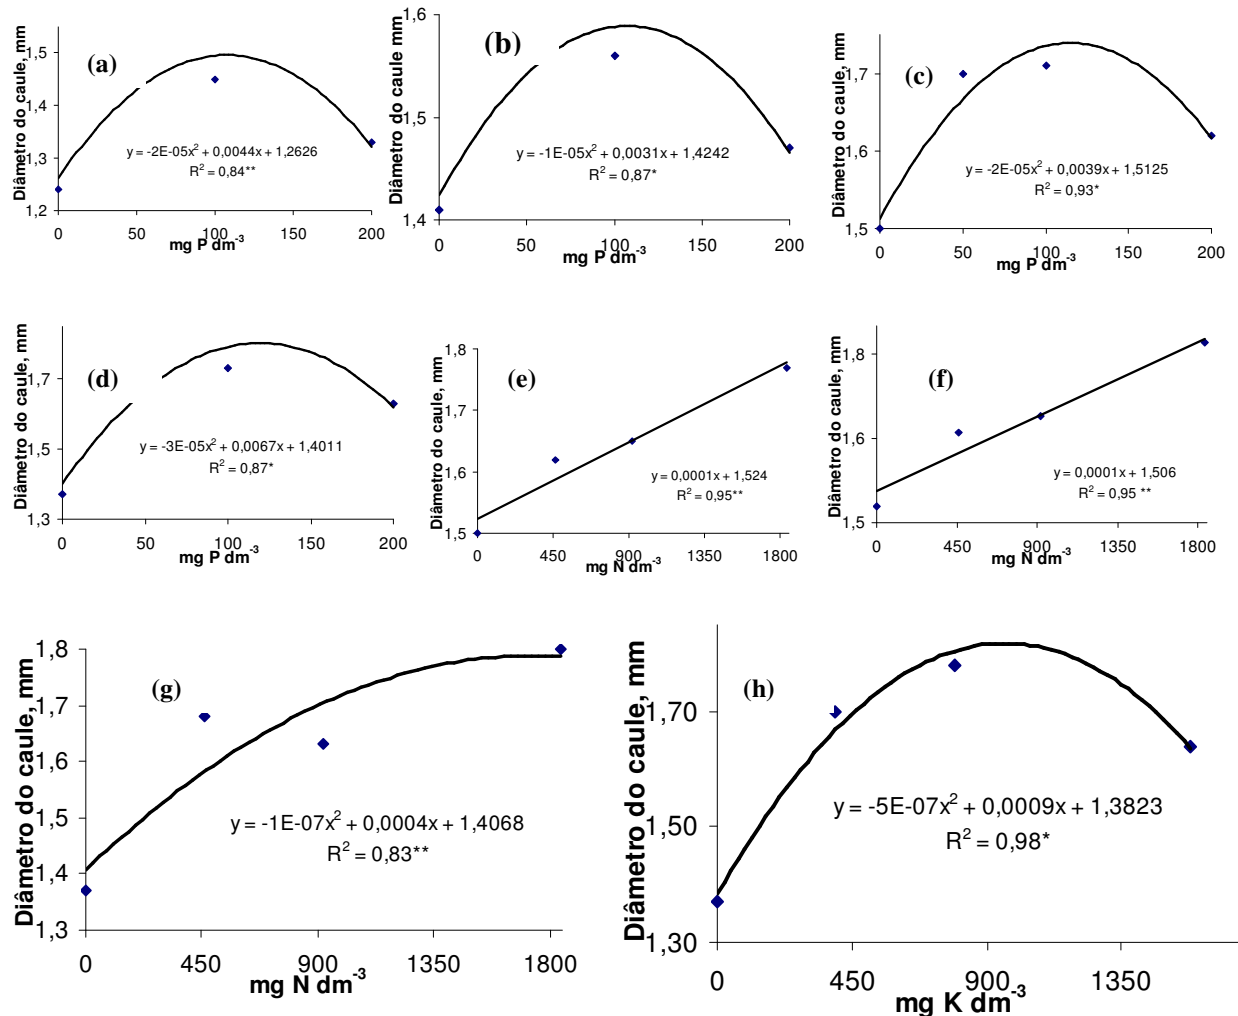 Diâmetro do caule, mm
1,5
1,4
1,3
1,2
(a)
y = -2E-05x² + 0,0044x + 1,2626
R² = 0,84**
0 50 100 150 200
mg P dm⁻³
Diâmetro do caule mm
1,6
1,5
1,4
(b)
y = -1E-05x² + 0,0031x + 1,4242
R² = 0,87*
0 50 100 150 200
mg P dm⁻³
Diâmetro do caule, mm
1,7
1,6
1,5
(c)
y = -2E-05x² + 0,0039x + 1,5125
R² = 0,93*
0 50 100 150 200
mg P dm⁻³
Diâmetro do caule, mm
1,7
1,5
1,3
(d)
y = -3E-05x² + 0,0067x + 1,4011
R² = 0,87*
0 50 100 150 200
mg P dm⁻³
Diâmetro do caule, mm
1,8
1,7
1,6
1,5
(e)
y = 0,0001x + 1,524
R² = 0,95**
0 450 900 1350 1800
mg N dm⁻³
Diâmetro do caule, mm
1,8
1,6
1,5
(f)
y = 0,0001x + 1,506
R² = 0,95 **
0 450 900 1350 1800
mg N dm⁻³
Diâmetro do caule, mm
1,8
1,7
1,6
1,5
1,4
1,3
(g)
y = -1E-07x² + 0,0004x + 1,4068
R² = 0,83**
0 450 900 1350 1800
mg N dm⁻³
Diâmetro do caule, mm
1,70
1,50
1,30
(h)
y = -5E-07x² + 0,0009x + 1,3823
R² = 0,98*
0 450 900 1350
mg K dm⁻³